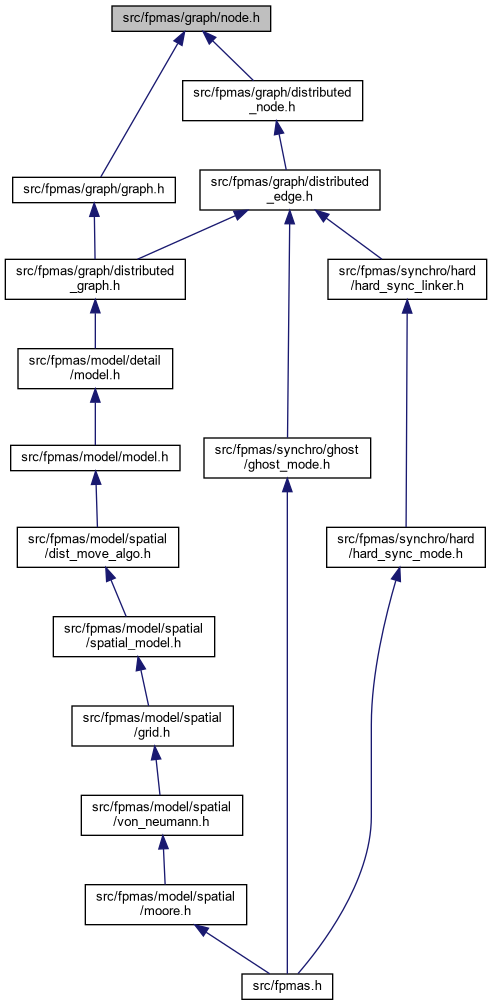 src/fpmas/graph/node.h
src/fpmas/graph/distributed
_node.h
src/fpmas/graph/graph.h
src/fpmas/graph/distributed
_edge.h
src/fpmas/graph/distributed
_graph.h
src/fpmas/synchro/hard
/hard_sync_linker.h
src/fpmas/model/detail
/model.h
src/fpmas/model/model.h
src/fpmas/synchro/ghost
/ghost_mode.h
src/fpmas/model/spatial
/dist_move_algo.h
src/fpmas/synchro/hard
/hard_sync_mode.h
src/fpmas/model/spatial
/spatial_model.h
src/fpmas/model/spatial
/grid.h
src/fpmas/model/spatial
/von_neumann.h
src/fpmas/model/spatial
/moore.h
src/fpmas.h